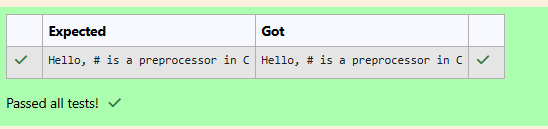 Expected Got
Hello, # is a preprocessor in C Hello, # is a preprocessor in C
Passed all tests!